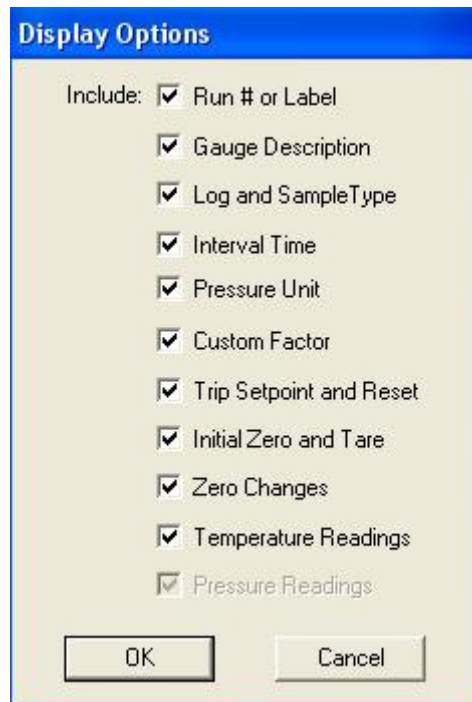 Display Options
Include: Run # or Label
Gauge Description
Log and SampleType
Interval Time
Pressure Unit
Custom Factor
Trip Setpoint and Reset
Initial Zero and Tare
Zero Changes
Temperature Readings
Pressure Readings
OK Cancel